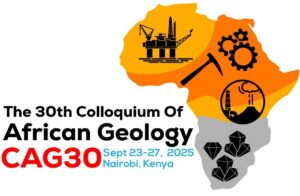 The 30th Colloquium Of
African Geology
CAG30 Sept 23-27, 2025
Nairobi, Kenya